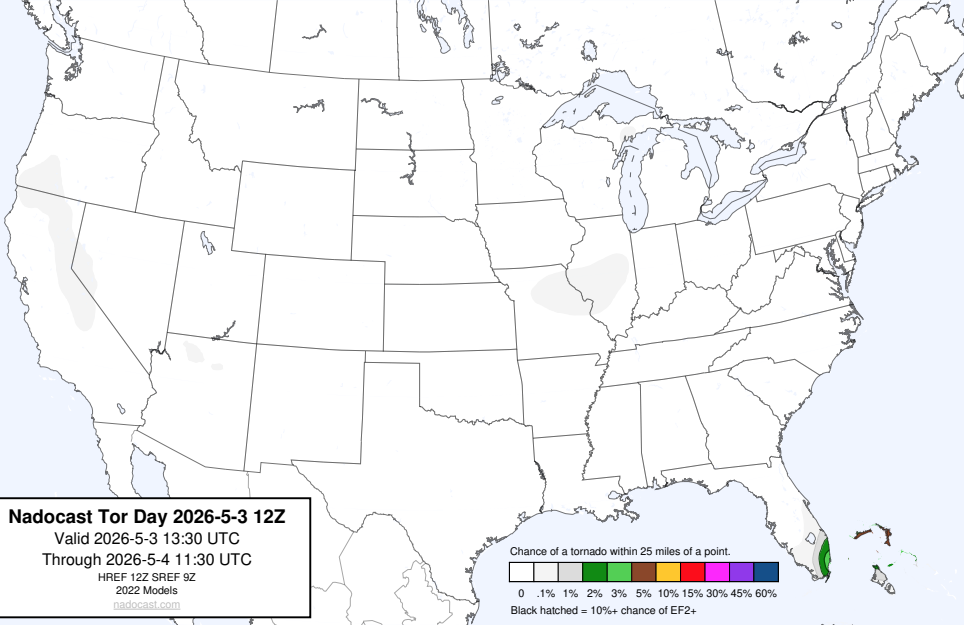 Nadocast Tor Day 2026-5-3 12Z
Valid 2026-5-3 13:30 UTC
Through 2026-5-4 11:30 UTC
HREF 12Z SREF 9Z
2022 Models
nadocast.com
Chance of a tornado within 25 miles of a point.
0 .1% 1% 2% 3% 5% 10% 15% 30% 45% 60%
Black hatched = 10%+ chance of EF2+